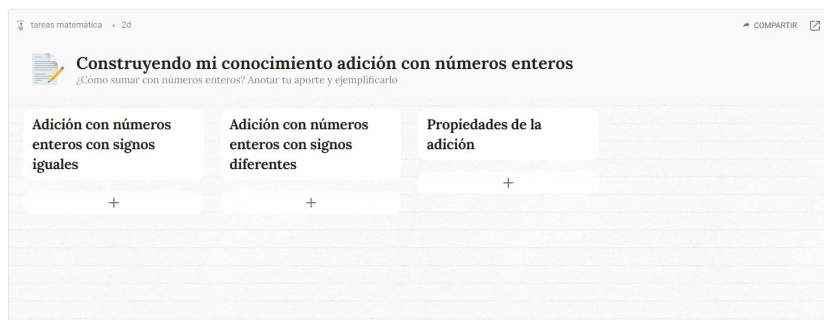 tareas matemática • 2d
COMPARTIR
Construyendo mi conocimiento adición con números enteros
¿Cómo sumar con números enteros? Anotar tu aporte y ejemplificarlo
Adición con números
enteros con signos
iguales
+
Adición con números
enteros con signos
diferentes
+
Propiedades de la
adición
+